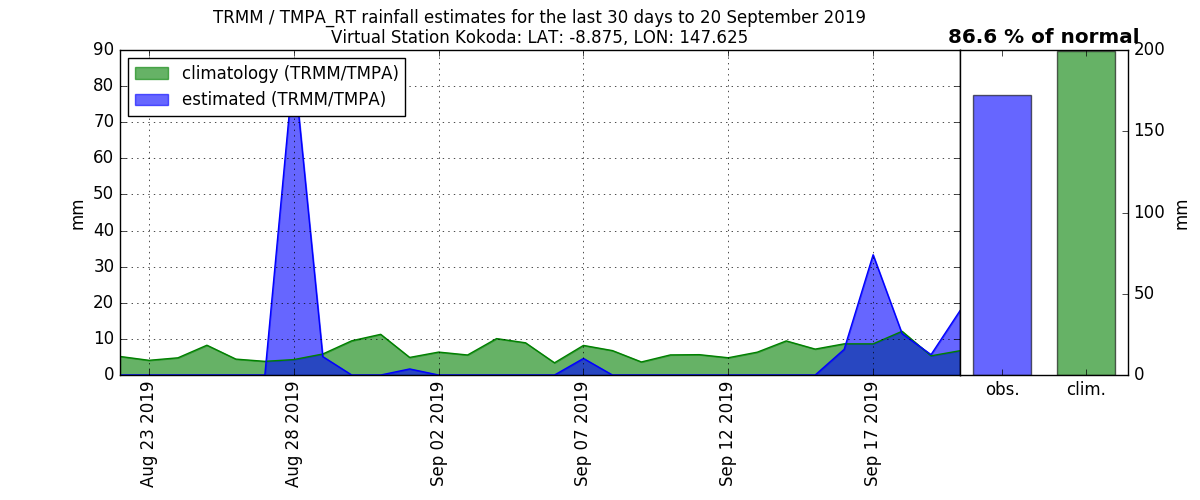 TRMM / TMPA_RT rainfall estimates for the last 30 days to 20 September 2019
Virtual Station Kokoda: LAT: -8.875, LON: 147.625
86.6 % of normal
climatology (TRMM/TMPA)
estimated (TRMM/TMPA)
90
80
70
60
50
40
30
20
10
0
mm
Aug 23 2019
Aug 28 2019
Sep 02 2019
Sep 07 2019
Sep 12 2019
Sep 17 2019
obs.
clim.
200
150
100
50
0
mm